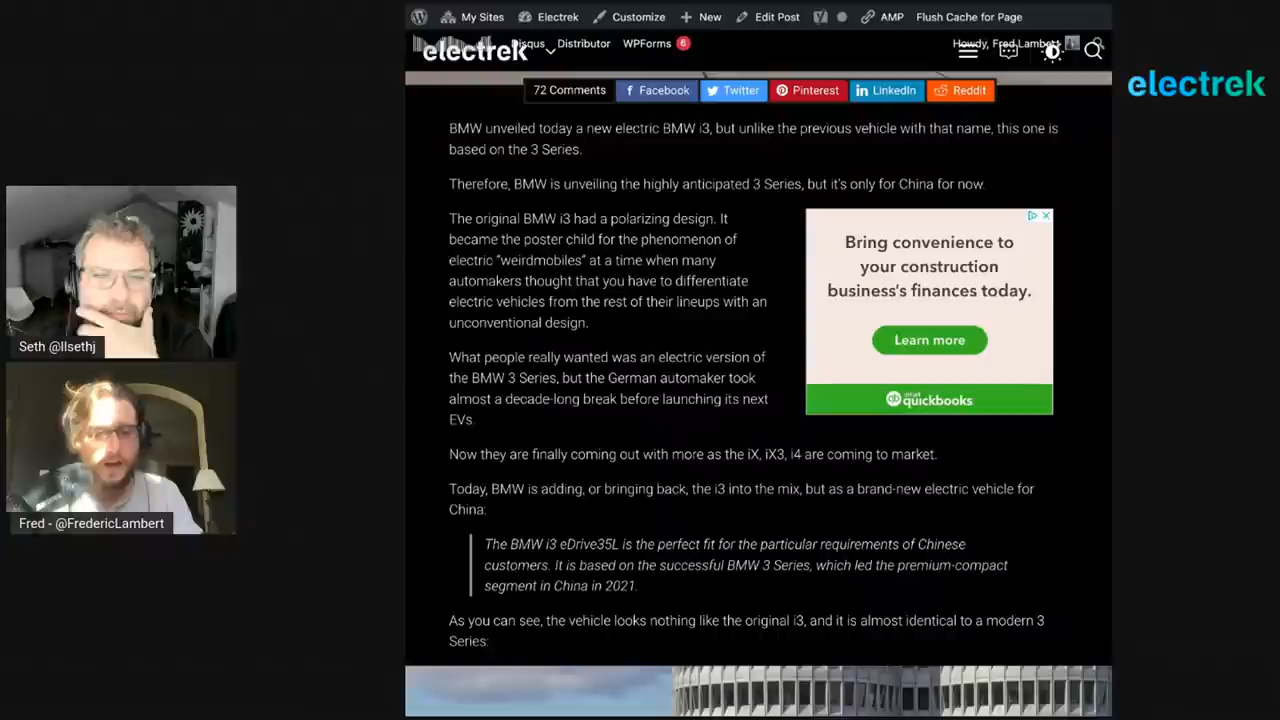 My Sites Electrek Customize New Edit Post AMP Flush Cache for Page
Disqus Distributor WPForms 6 Howdy, Fred Lambert
electrek
electrek
72 Comments Facebook Twitter Pinterest LinkedIn Reddit
BMW unveiled today a new electric BMW i3, but unlike the previous vehicle with that name, this one is
based on the 3 Series.
Therefore, BMW is unveiling the highly anticipated 3 Series, but it's only for China for now.
The original BMW i3 had a polarizing design. It
became the poster child for the phenomenon of
electric "weirdmobiles" at a time when many
automakers thought that you have to differentiate
electric vehicles from the rest of their lineups with an
unconventional design.
Bring convenience to
your construction
business's finances today.
Learn more
intuit
quickbooks
What people really wanted was an electric version of
the BMW 3 Series, but the German automaker took
almost a decade-long break before launching its next
EVs.
Now they are finally coming out with more as the iX, iX3, i4 are coming to market.
Today, BMW is adding, or bringing back, the i3 into the mix, but as a brand-new electric vehicle for
China:
The BMW i3 eDrive35L is the perfect fit for the particular requirements of Chinese
customers. It is based on the successful BMW 3 Series, which led the premium-compact
segment in China in 2021.
As you can see, the vehicle looks nothing like the original i3, and it is almost identical to a modern 3
Series:
Seth @llsethj
Fred - @FredericLambert